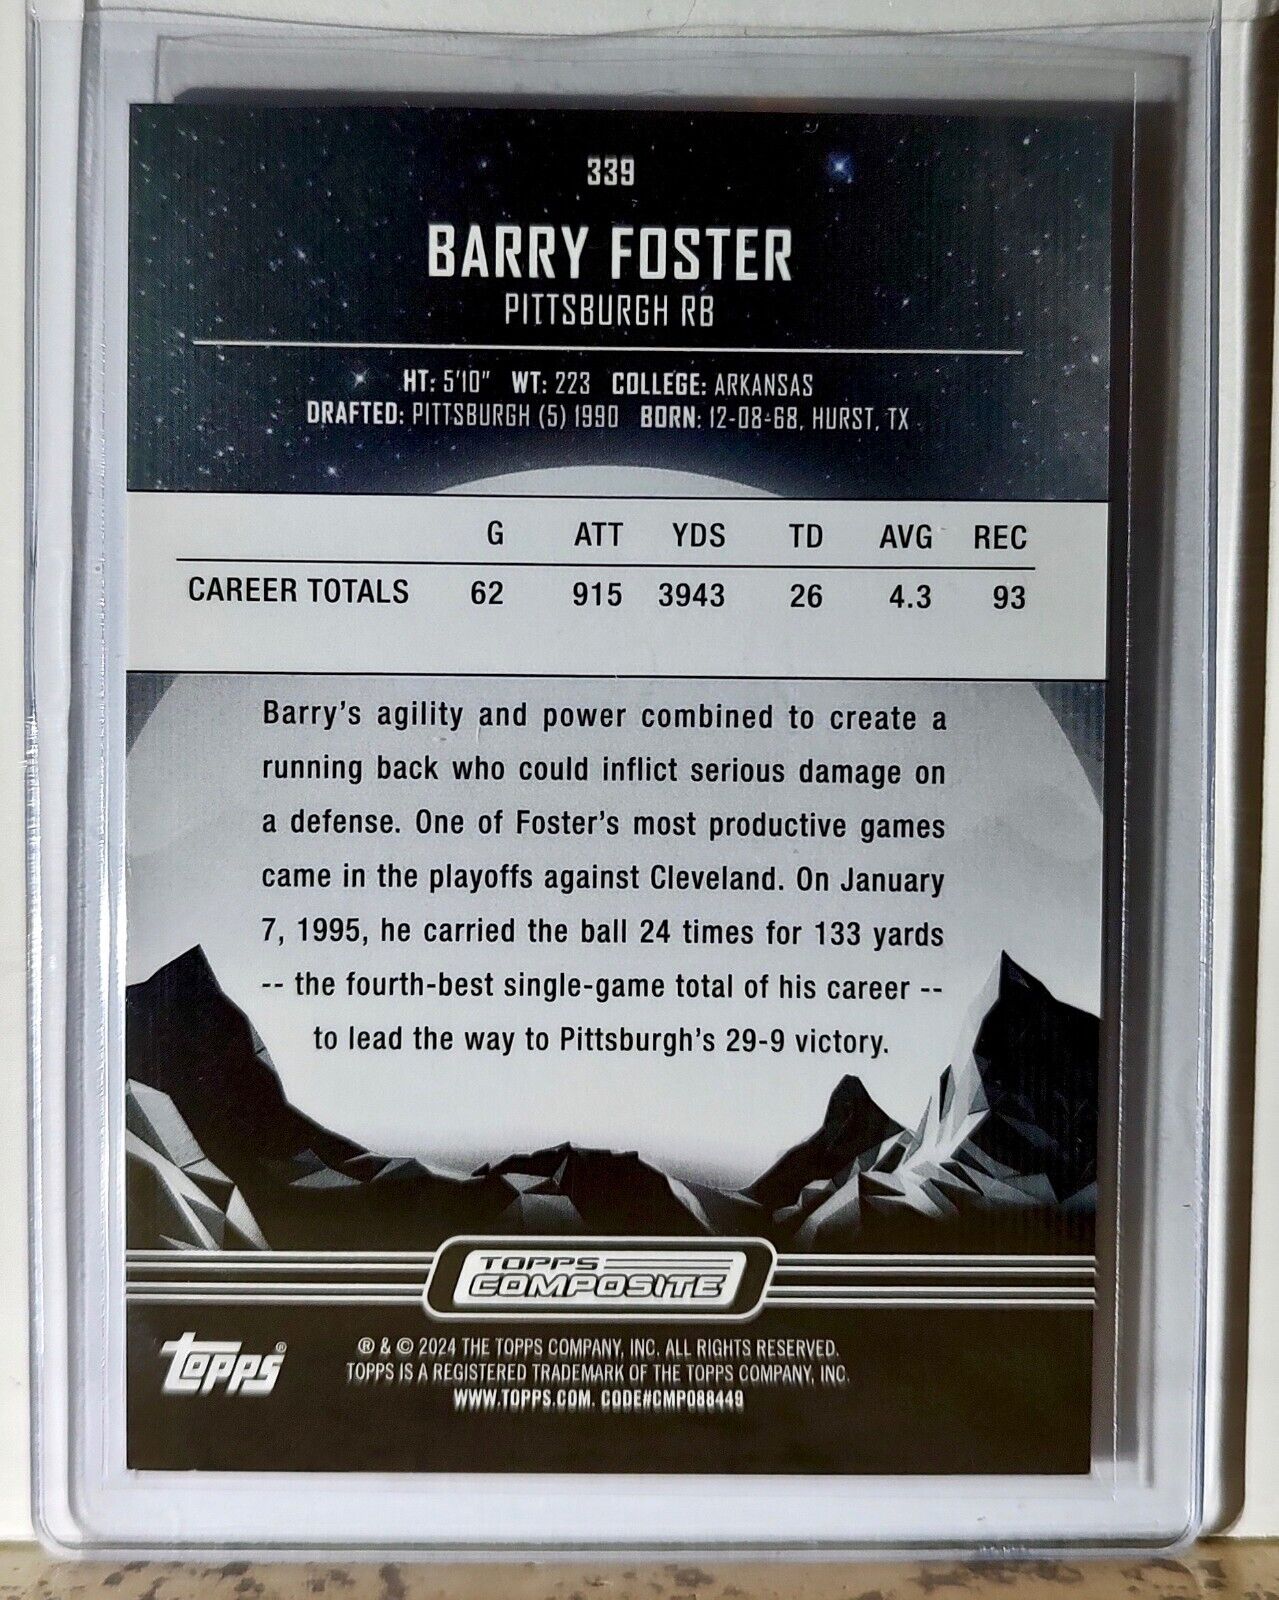 339
BARRY FOSTER
PITTSBURGH RB
HT: 5'10" WT: 223 COLLEGE: ARKANSAS
DRAFTED: PITTSBURGH (5) 1990 BORN: 12-08-68, HURST, TX
G ATT YDS TD AVG REC
CAREER TOTALS 62 915 3943 26 4.3 93
Barry's agility and power combined to create a
running back who could inflict serious damage on
a defense. One of Foster's most productive games
came in the playoffs against Cleveland. On January
7, 1995, he carried the ball 24 times for 133 yards
-- the fourth-best single-game total of his career --
to lead the way to Pittsburgh's 29-9 victory.
TOPPS
COMPOSITE
topps®
® & © 2024 THE TOPPS COMPANY, INC. ALL RIGHTS RESERVED.
TOPPS IS A REGISTERED TRADEMARK OF THE TOPPS COMPANY, INC.
WWW.TOPPS.COM. CODE#CMP088449